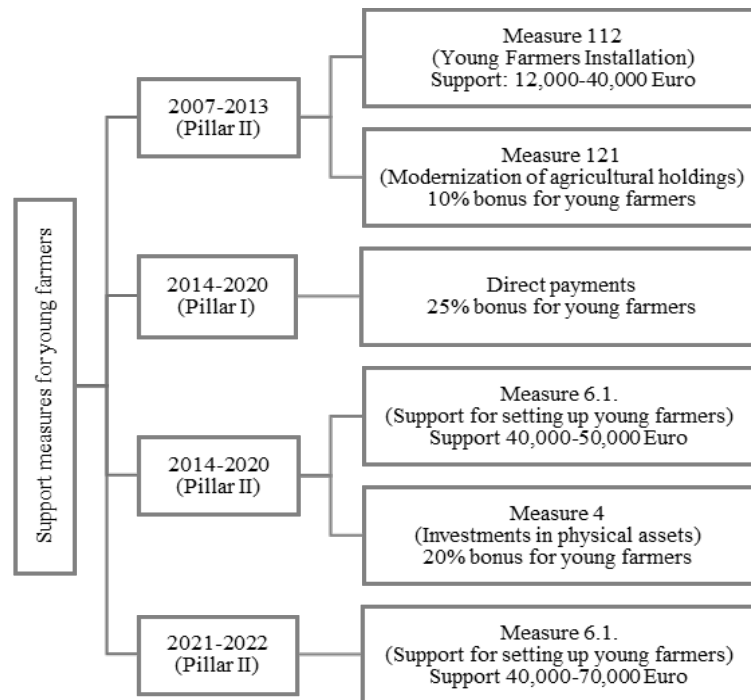 Support measures for young farmers
2007-2013
(Pillar II)
Measure 112
(Young Farmers Installation)
Support: 12,000-40,000 Euro
Measure 121
(Modernization of agricultural holdings)
10% bonus for young farmers
2014-2020
(Pillar I)
Direct payments
25% bonus for young farmers
2014-2020
(Pillar II)
Measure 6.1.
(Support for setting up young farmers)
Support 40,000-50,000 Euro
Measure 4
(Investments in physical assets)
20% bonus for young farmers
2021-2022
(Pillar II)
Measure 6.1.
(Support for setting up young farmers)
Support 40,000-70,000 Euro